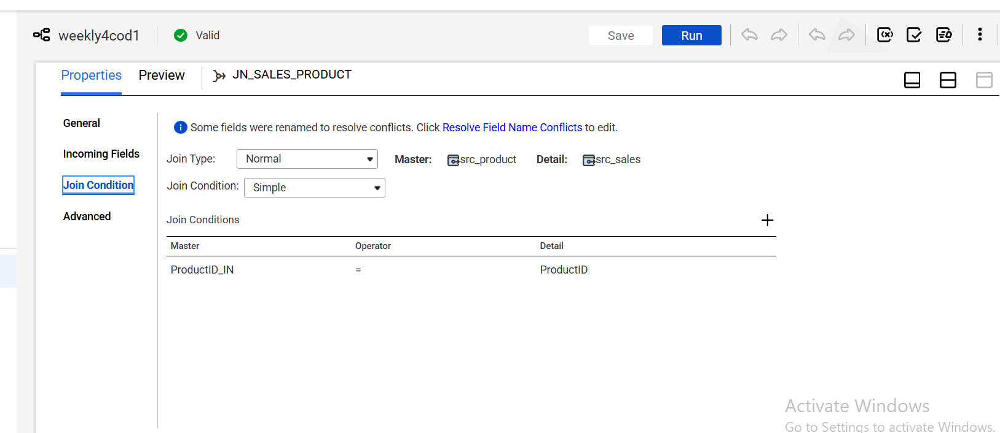 weekly4cod1
Valid
Save
Run
Properties
Preview
JN_SALES_PRODUCT
General
Incoming Fields
Join Condition
Advanced
Some fields were renamed to resolve conflicts. Click Resolve Field Name Conflicts to edit.
Join Type: Normal Master: src_product Detail: src_sales
Join Condition: Simple
Join Conditions
Master Operator Detail
ProductID_IN = ProductID
Activate Windows
Go to Settings to activate Windows.